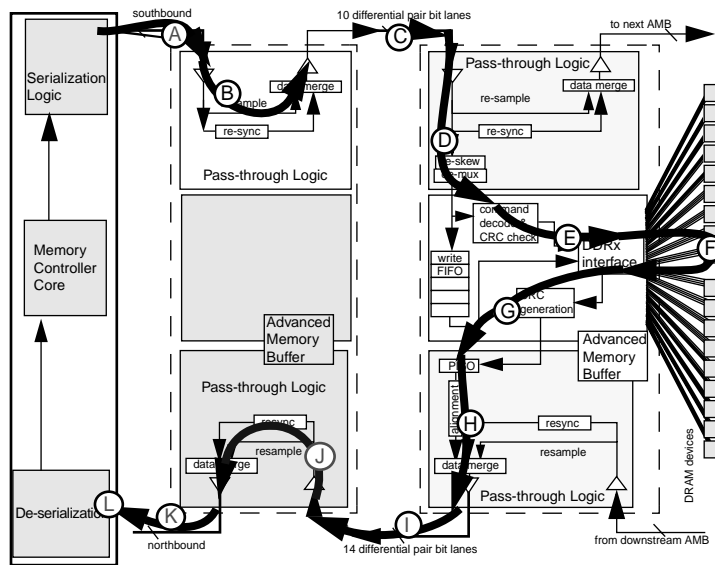 southbound
10 differential pair bit lanes
to next AMB
A
C
Serialization
Logic
B
data merge
re-sync
Pass-through Logic
Pass-through Logic
data merge
re-sample
re-sync
D
Memory
Controller
Core
command
decode &
CRC check
E
F
DDRx
interface
write
FIFO
G
generation
Advanced
Memory
Buffer
Advanced
Memory
Buffer
Pass-through Logic
resync
resample
data merge
J
alignment
H
resync
resample
data merge
Pass-through Logic
DRAM devices
L
De-serialization
K
I
northbound
14 differential pair bit lanes
from downstream AMB